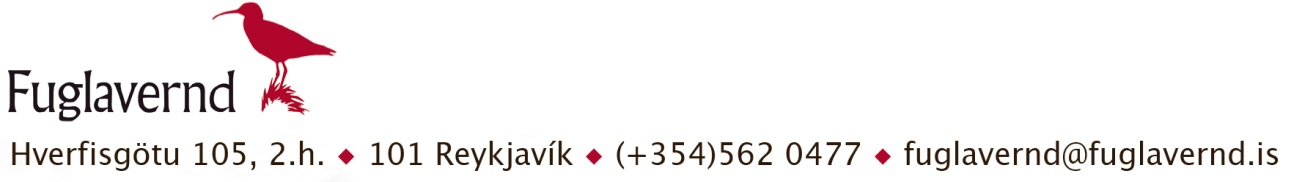 Fuglavernd
Hverfisgötu 105, 2.h. ◆ 101 Reykjavík ◆ (+354)562 0477 ◆ fuglavernd@fuglavernd.is